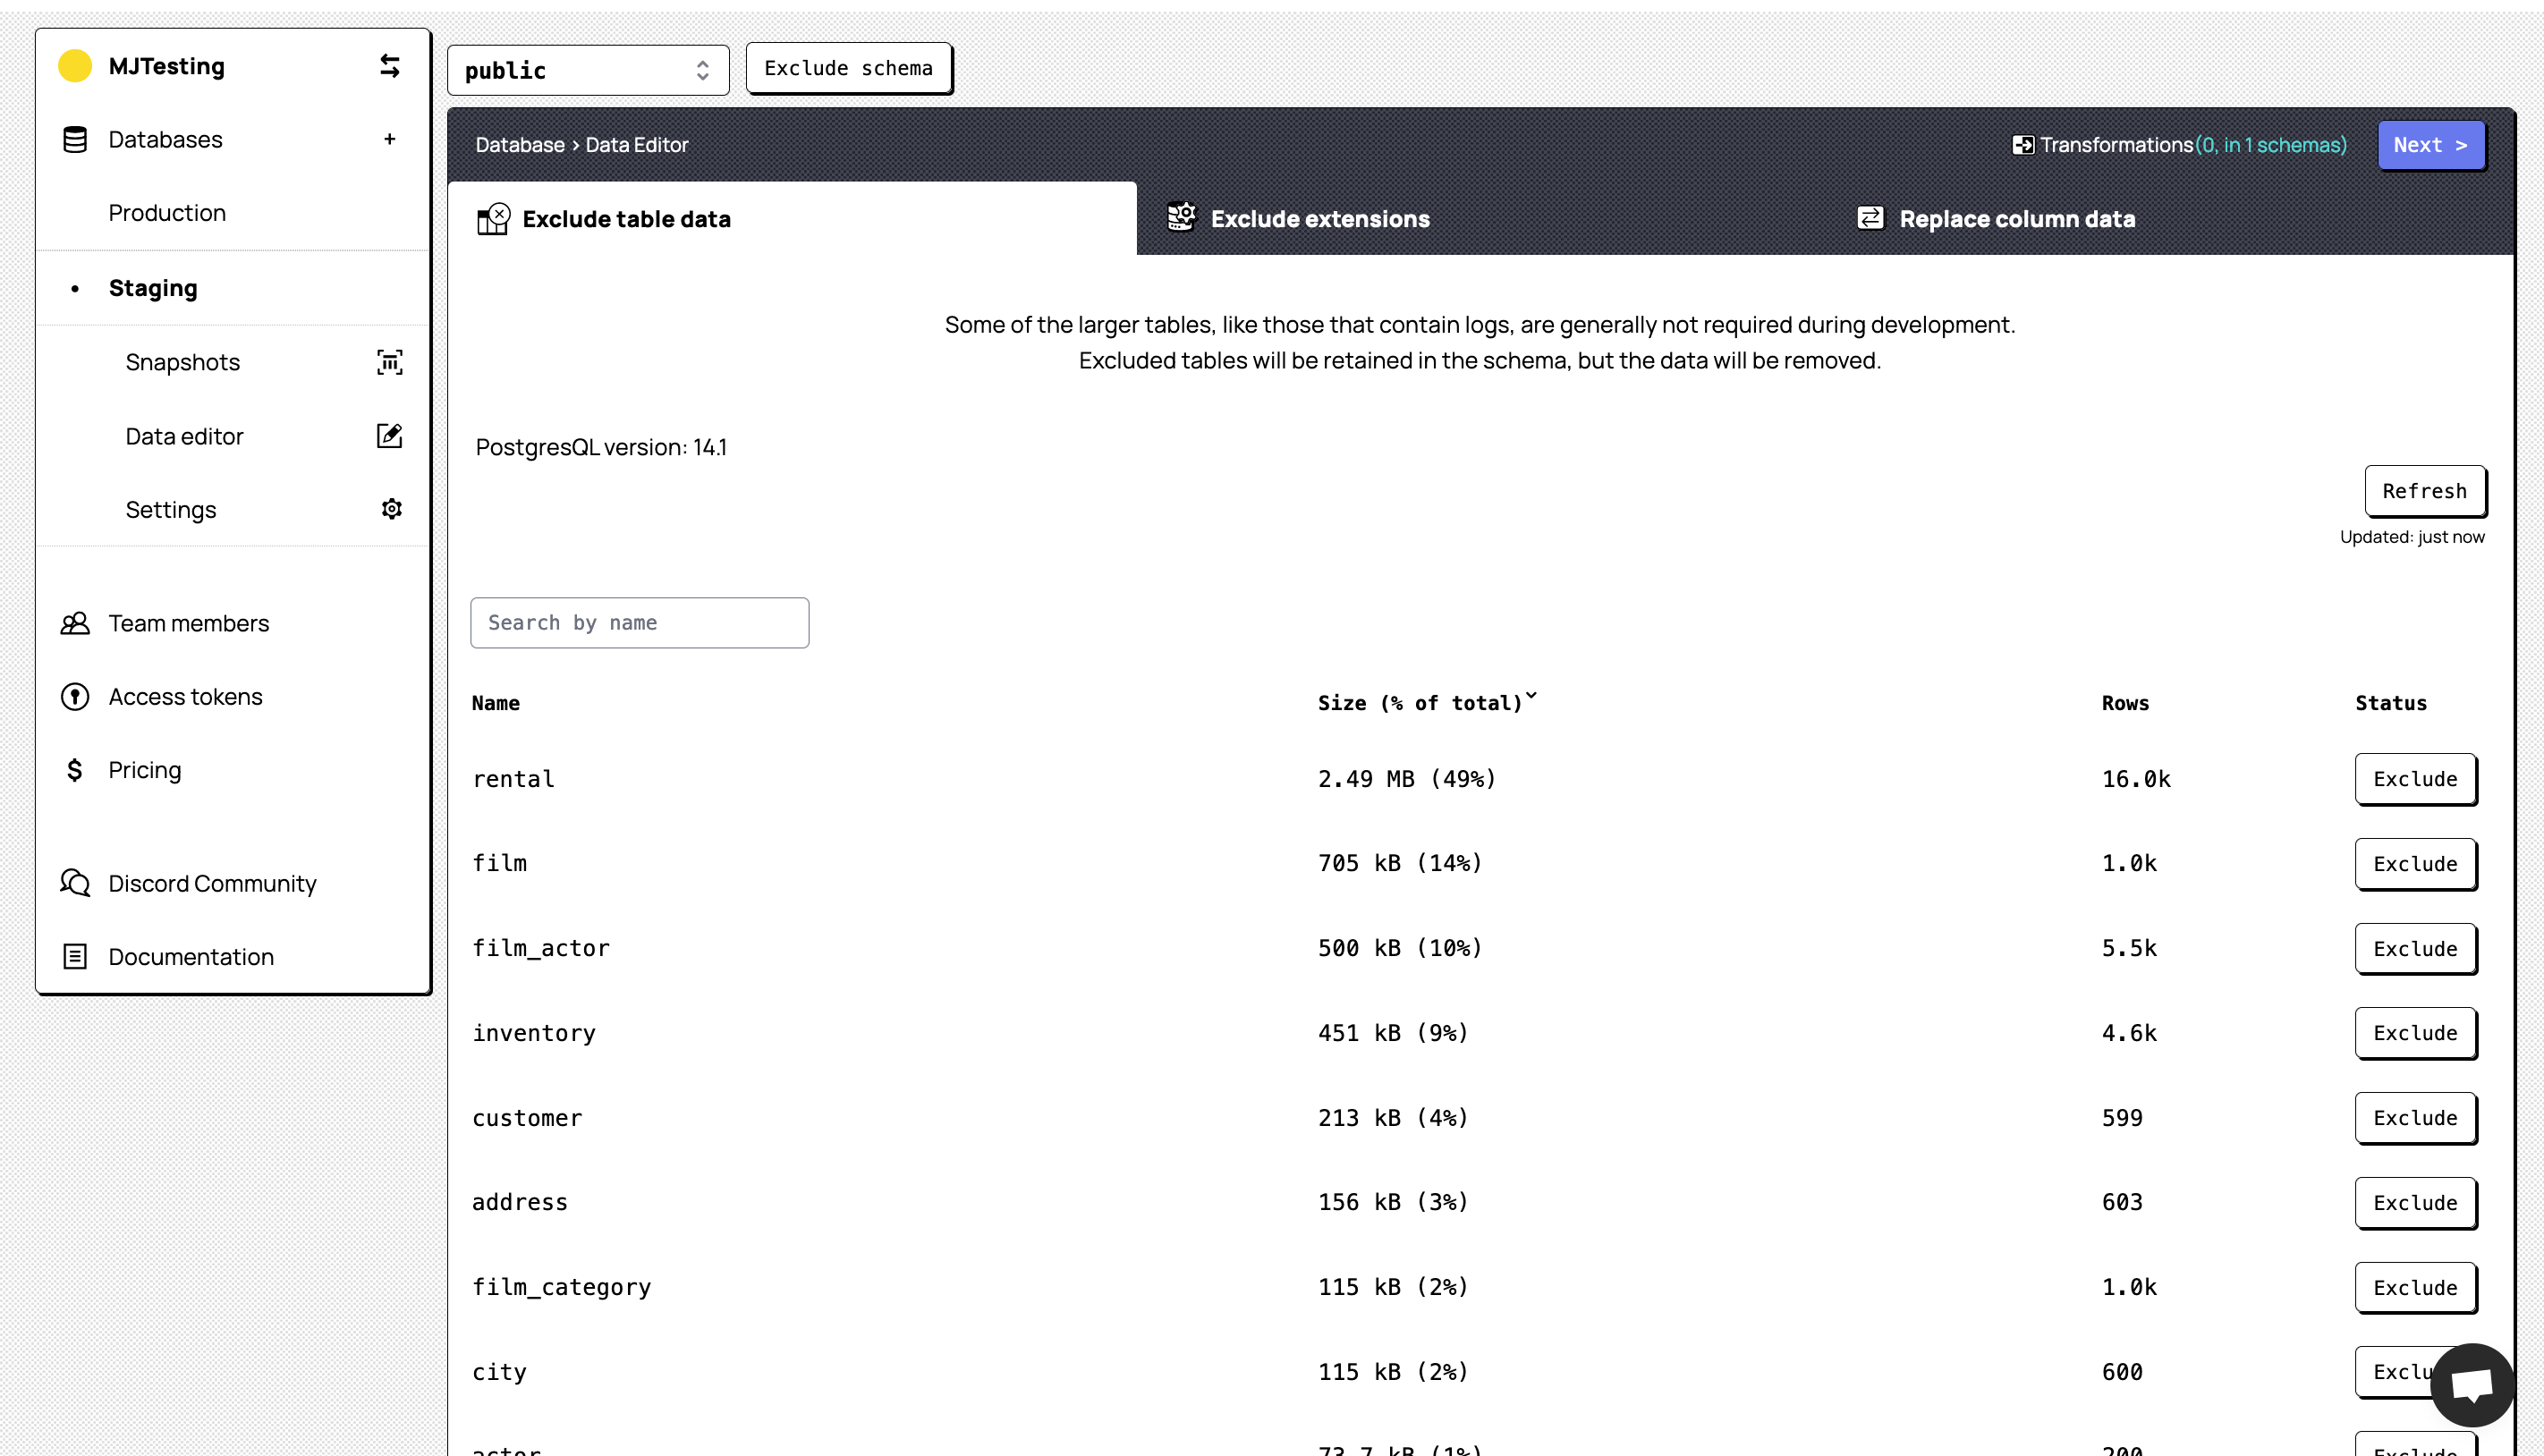 MJTesting
Databases +
Production
• Staging
Snapshots
Data editor
Settings
Team members
Access tokens
Pricing
Discord Community
Documentation
public
Exclude schema
Database > Data Editor
Transformations(0, in 1 schemas)
Next >
Exclude table data
Exclude extensions
Replace column data
Some of the larger tables, like those that contain logs, are generally not required during development.
Excluded tables will be retained in the schema, but the data will be removed.
PostgresQL version: 14.1
Refresh
Updated: just now
Search by name
Name Size (% of total) Rows Status
rental 2.49 MB (49%) 16.0k Exclude
film 705 kB (14%) 1.0k Exclude
film_actor 500 kB (10%) 5.5k Exclude
inventory 451 kB (9%) 4.6k Exclude
customer 213 kB (4%) 599 Exclude
address 156 kB (3%) 603 Exclude
film_category 115 kB (2%) 1.0k Exclude
city 115 kB (2%) 600 Exclu
actor 73.7 kB (1%) 200 Exclude